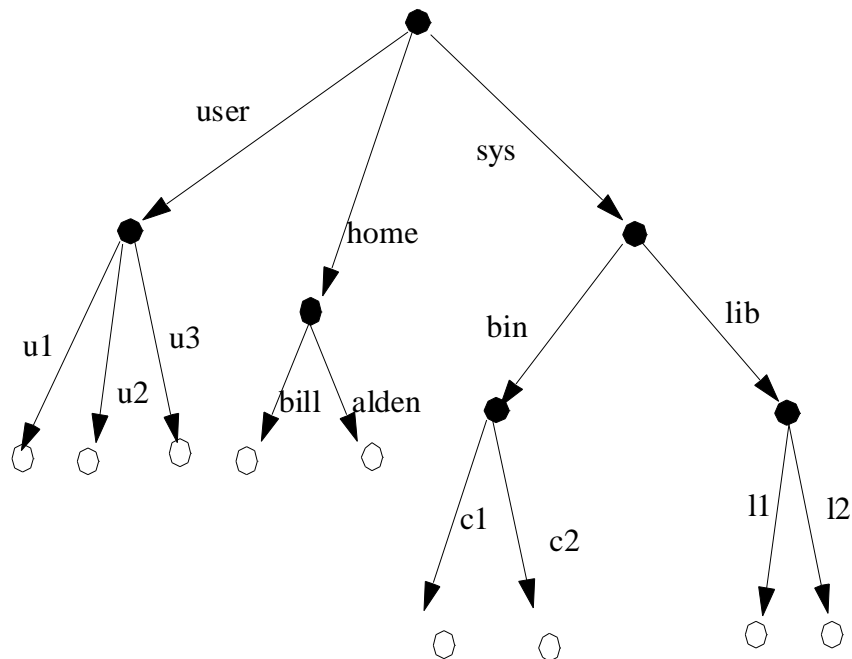 user
sys
home
bin
lib
u1
u3
u2
bill
alden
c1
c2
l1
l2